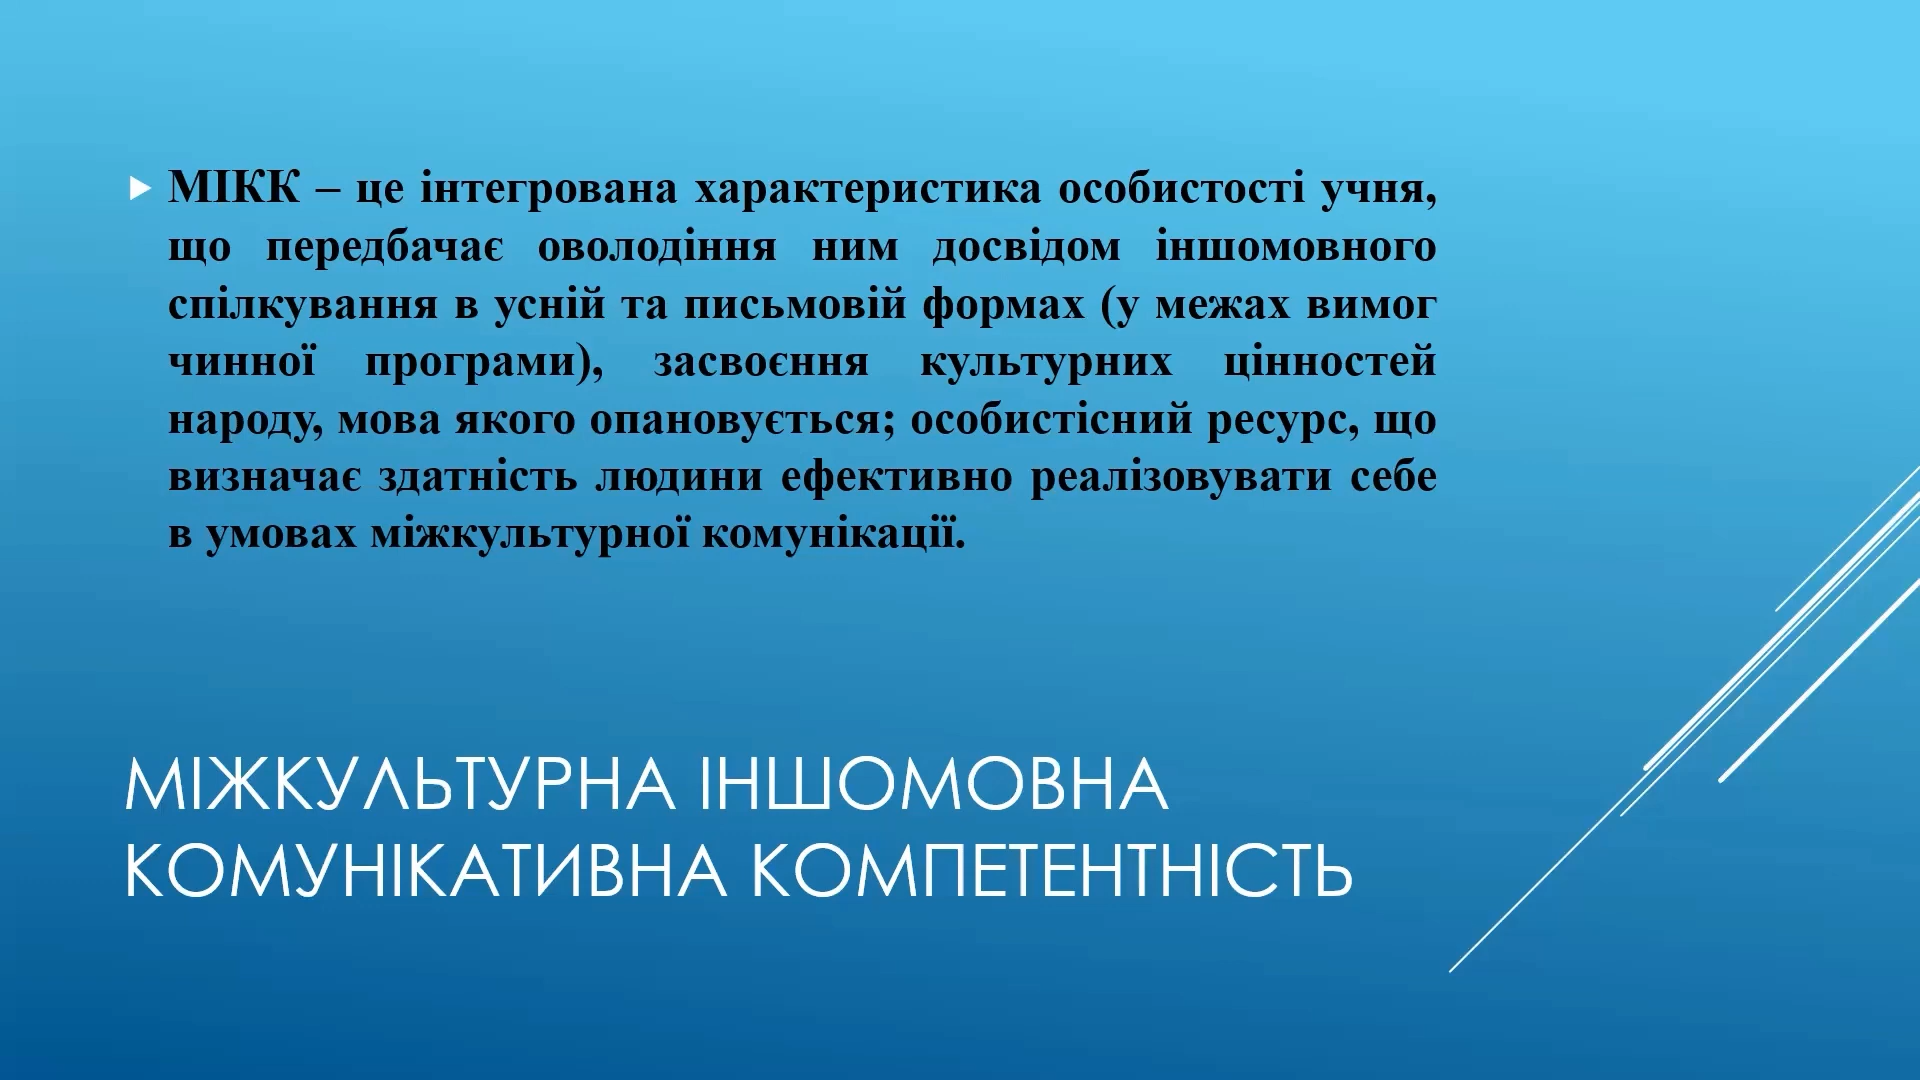 МІКК – це інтегрована характеристика особистості учня,
що передбачає оволодіння ним досвідом іншомовного
спілкування в усній та письмовій формах (у межах вимог
чинної програми), засвоєння культурних цінностей
народу, мова якого опановується; особистісний ресурс, що
визначає здатність людини ефективно реалізовувати себе
в умовах міжкультурної комунікації.
МІЖКУЛЬТУРНА ІНШОМОВНА
КОМУНІКАТИВНА КОМПЕТЕНТНІСТЬ